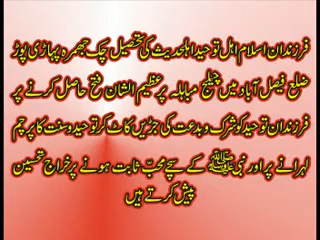 فرزندان اسلام اہل توحید اہلحدیث کی تحصیل چک جھمرہ پہاڑی پور
ضلع فیصل آباد میں چیلنج مباہلہ پر عظیم الشان فتح حاصل کرنے پر
فرزندان توحید کو شرک و بدعت کی جڑیں کاٹ کر توحید و سنت کا پرچم
لہرانے پر اور نبی ﷺ کے سچے محب ثابت ہونے پر خراج تحسین
پیش کرتے ہیں